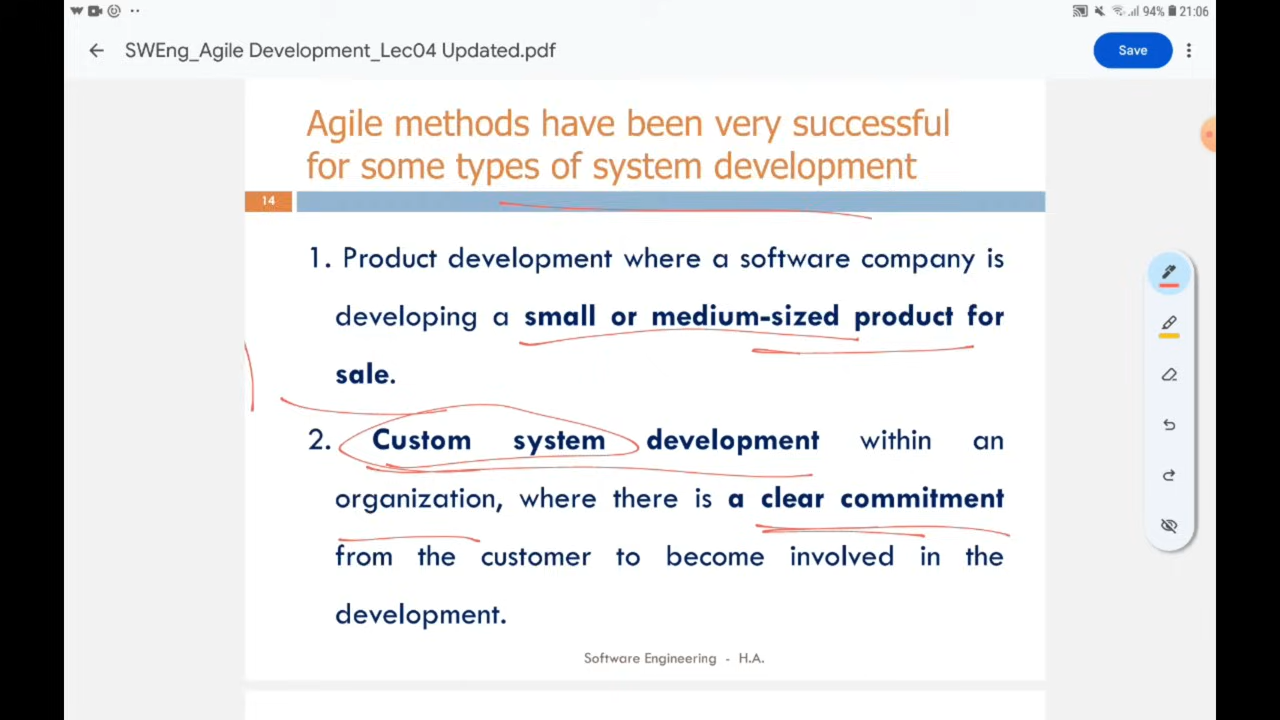 94% 21:06
SWEng_Agile Development_Lec04 Updated.pdf
Save
Agile methods have been very successful
for some types of system development
14
1. Product development where a software company is
developing a small or medium-sized product for
sale.
2. Custom system development within an
organization, where there is a clear commitment
from the customer to become involved in the
development.
Software Engineering - H.A.